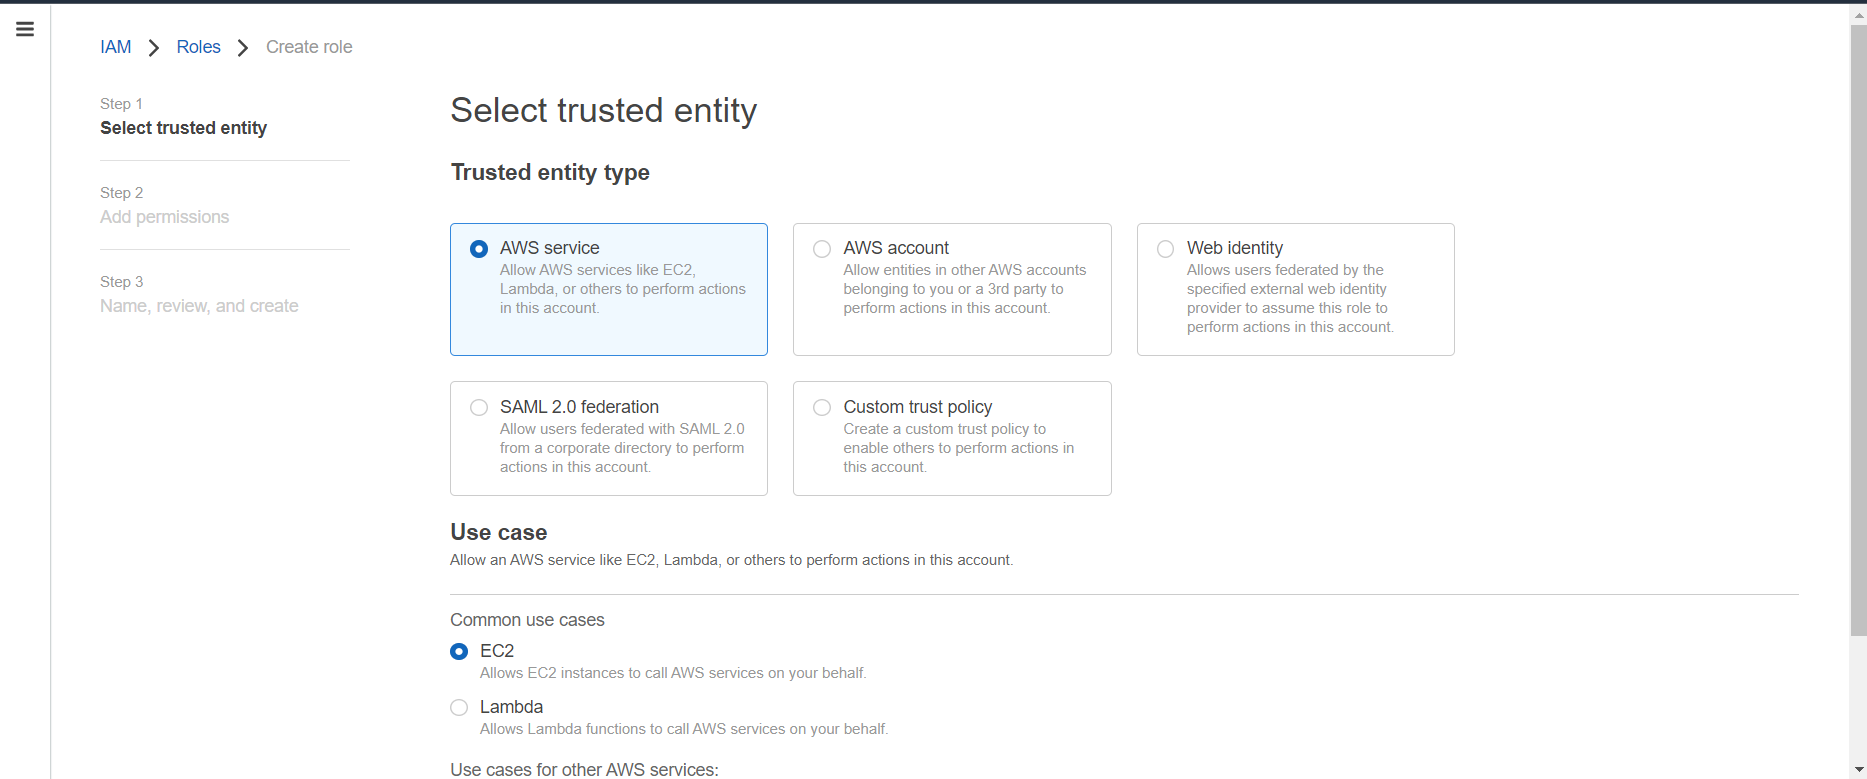 IAM > Roles > Create role
Step 1
Select trusted entity
Step 2
Add permissions
Step 3
Name, review, and create
Select trusted entity
Trusted entity type
AWS service
Allow AWS services like EC2,
Lambda, or others to perform actions
in this account.
AWS account
Allow entities in other AWS accounts
belonging to you or a 3rd party to
perform actions in this account.
Web identity
Allows users federated by the
specified external web identity
provider to assume this role to
perform actions in this account.
SAML 2.0 federation
Allow users federated with SAML 2.0
from a corporate directory to perform
actions in this account.
Custom trust policy
Create a custom trust policy to
enable others to perform actions in
this account.
Use case
Allow an AWS service like EC2, Lambda, or others to perform actions in this account.
Common use cases
EC2
Allows EC2 instances to call AWS services on your behalf.
Lambda
Allows Lambda functions to call AWS services on your behalf.
Use cases for other AWS services: